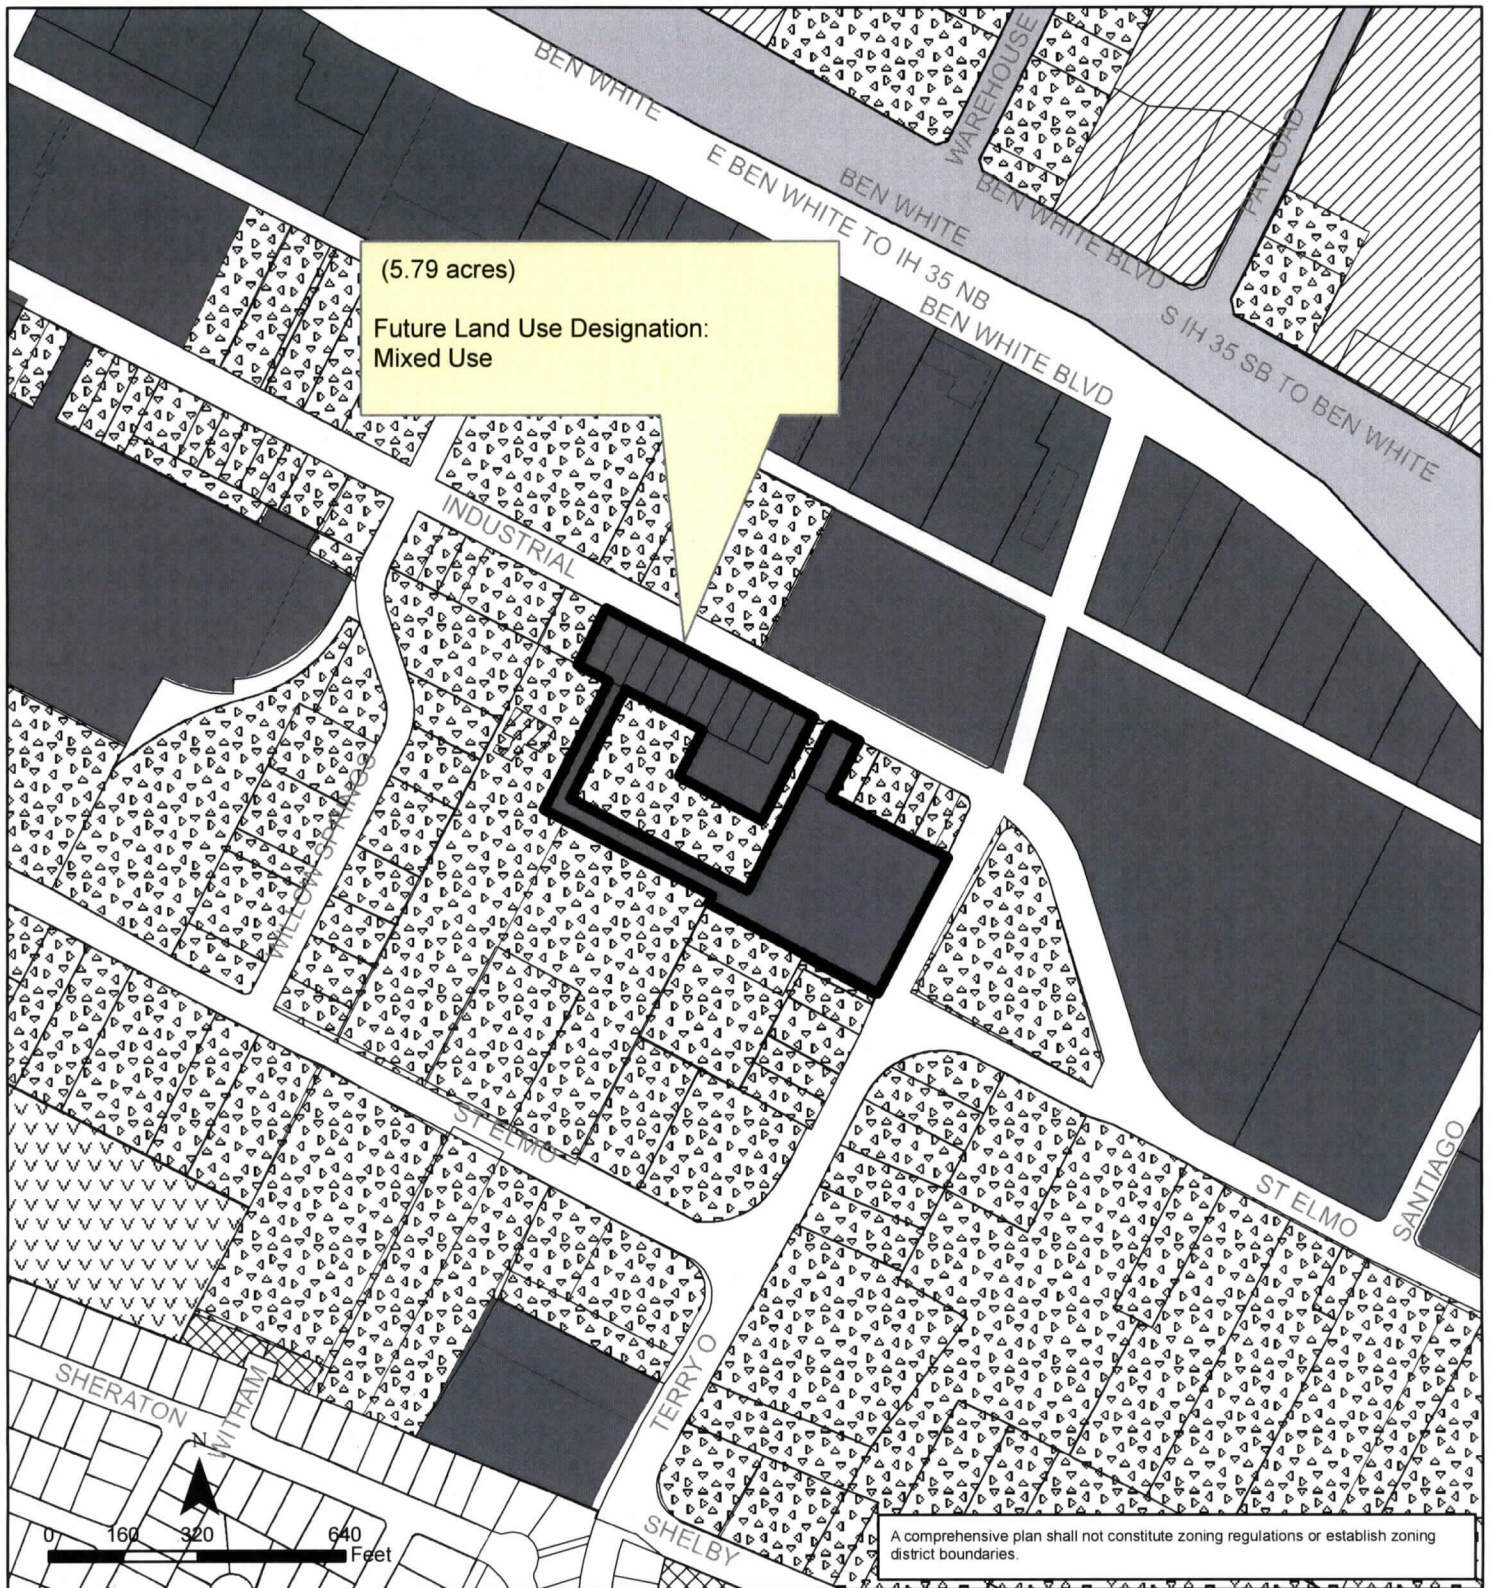 BEN WHITE
WAREHOUSE
PAYLOAD
E BEN WHITE TO IH 35 NB
BEN WHITE
BEN WHITE BLVD
BEN WHITE BLVD
S IH 35 SB TO BEN WHITE
(5.79 acres)
Future Land Use Designation:
Mixed Use
INDUSTRIAL
WILLOW SPRINGS
ST ELMO
ST ELMO
SANTIAGO
TERRY O
SHERATON
WITHAM
SHELBY
N
0 160 320 640
Feet
A comprehensive plan shall not constitute zoning regulations or establish zoning
district boundaries.